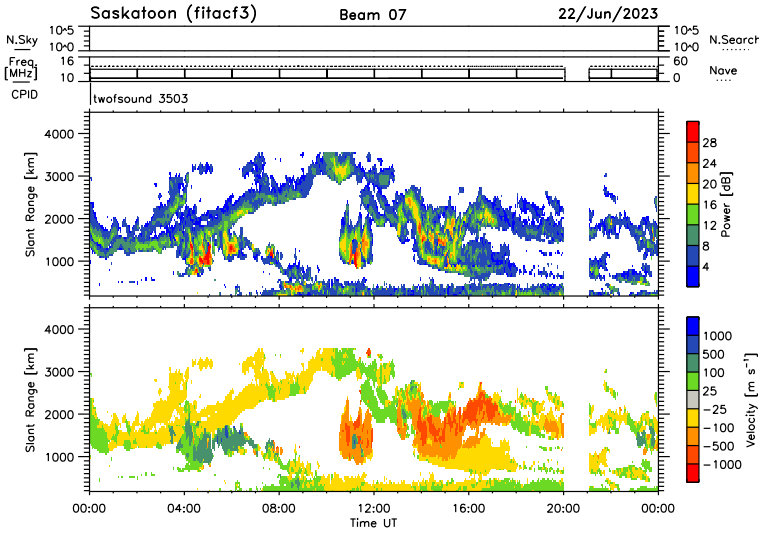 Saskatoon (fitacf3) Beam 07 22/Jun/2023
N.Sky 10^5 10^0 10^5 10^0 N.Search
Freq. [MHz] 16 10 60 0 Nave
CPID twofsound 3503
Slant Range [km] 4000 3000 2000 1000
28 24 20 16 12 8 4 Power [dB]
Slant Range [km] 4000 3000 2000 1000
1000 500 100 25 −25 −100 −500 −1000 Velocity [m s⁻¹]
00:00 04:00 08:00 12:00 16:00 20:00 00:00
Time UT